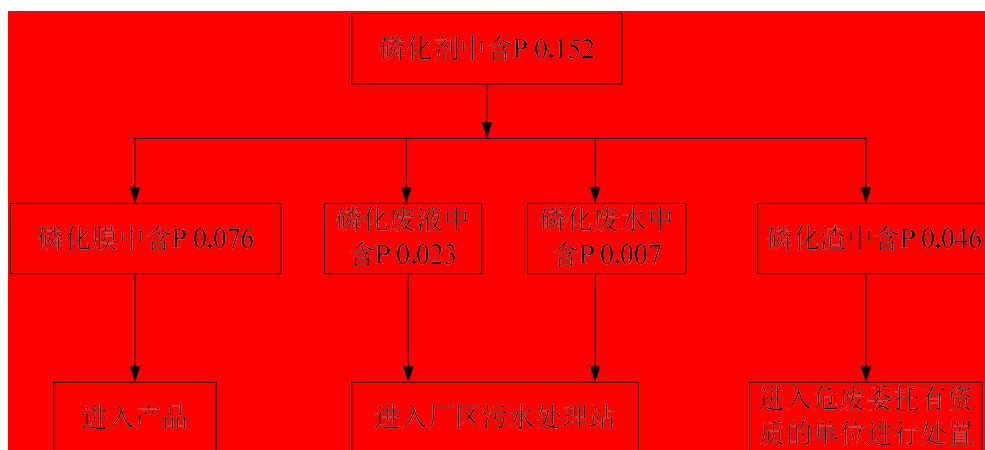 磷化剂中含P 0.152
磷化膜中含P 0.076
磷化废液中
含P 0.023
磷化废水中
含P 0.007
磷化渣中含P 0.046
进入产品
进入厂区污水处理站
进入危废委托有资
质的单位进行处置